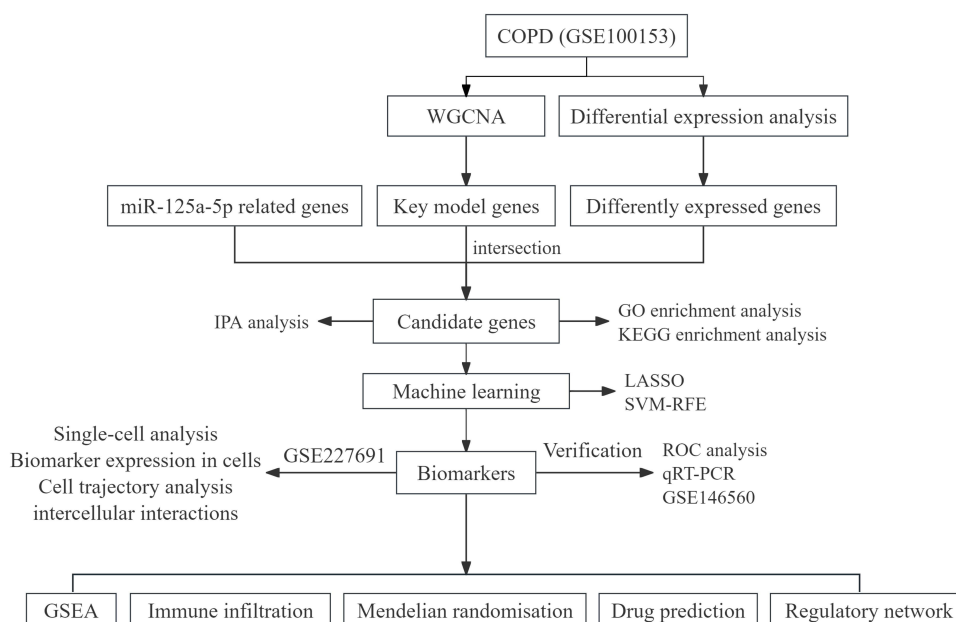 COPD (GSE100153)
WGCNA
Differential expression analysis
miR-125a-5p related genes
Key model genes
Differently expressed genes
intersection
IPA analysis
Candidate genes
GO enrichment analysis
KEGG enrichment analysis
Machine learning
LASSO
SVM-RFE
Single-cell analysis
Biomarker expression in cells
Cell trajectory analysis
intercellular interactions
GSE227691
Biomarkers
Verification
ROC analysis
qRT-PCR
GSE146560
GSEA
Immune infiltration
Mendelian randomisation
Drug prediction
Regulatory network